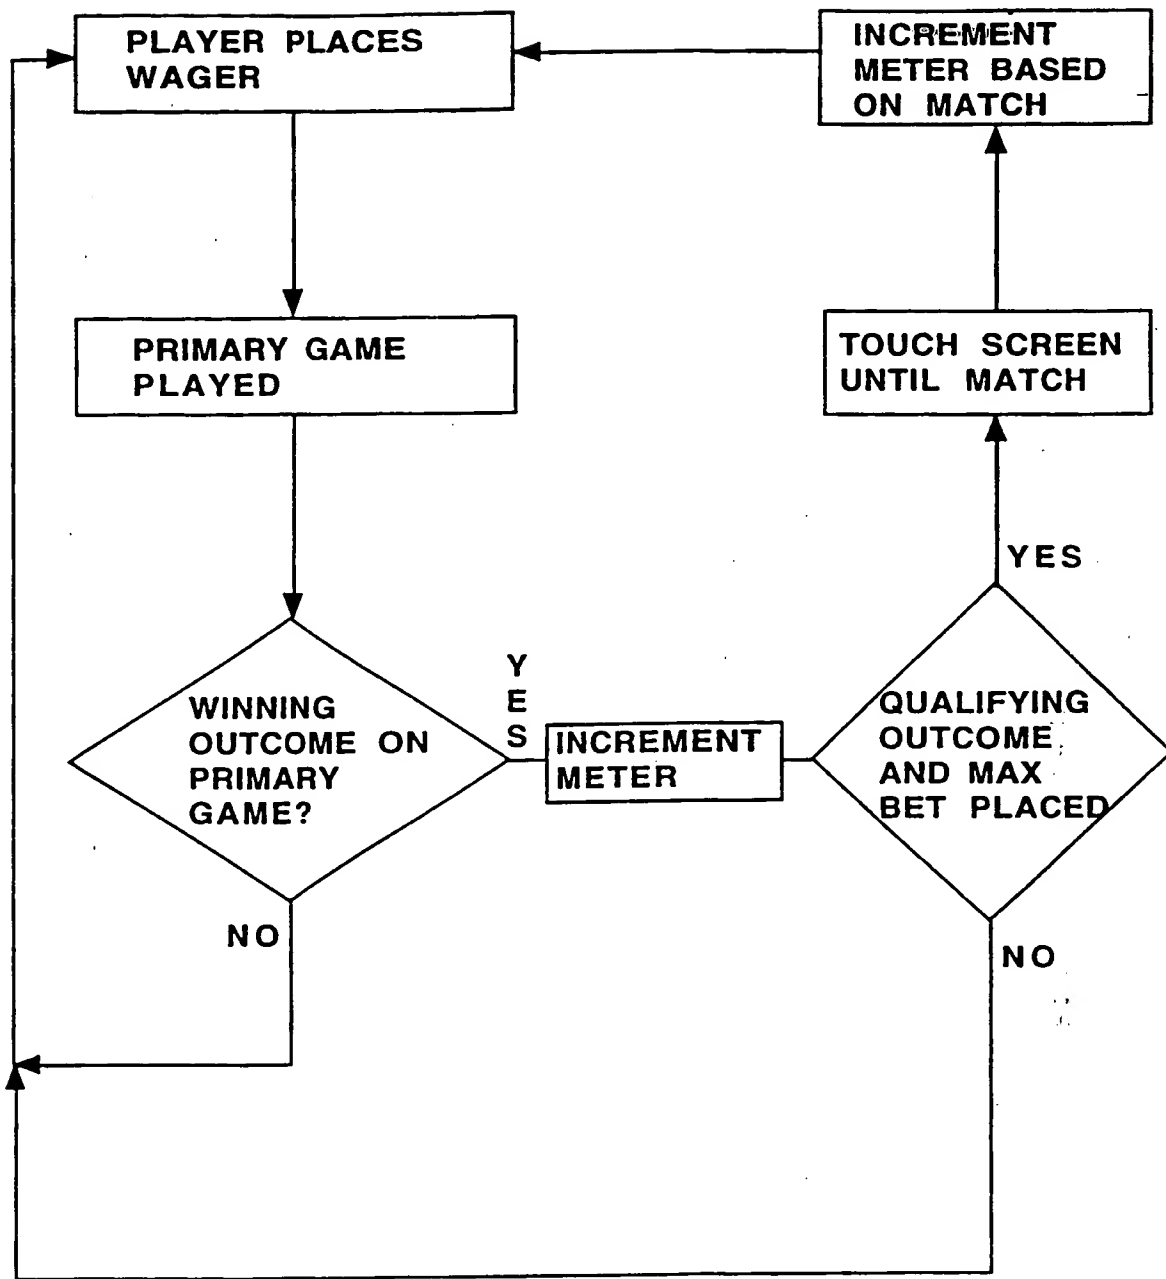 PLAYER PLACES
WAGER
INCREMENT
METER BASED
ON MATCH
PRIMARY GAME
PLAYED
TOUCH SCREEN
UNTIL MATCH
YES
WINNING
OUTCOME ON
PRIMARY
GAME?
YES
INCREMENT
METER
QUALIFYING
OUTCOME
AND MAX
BET PLACED
NO
NO